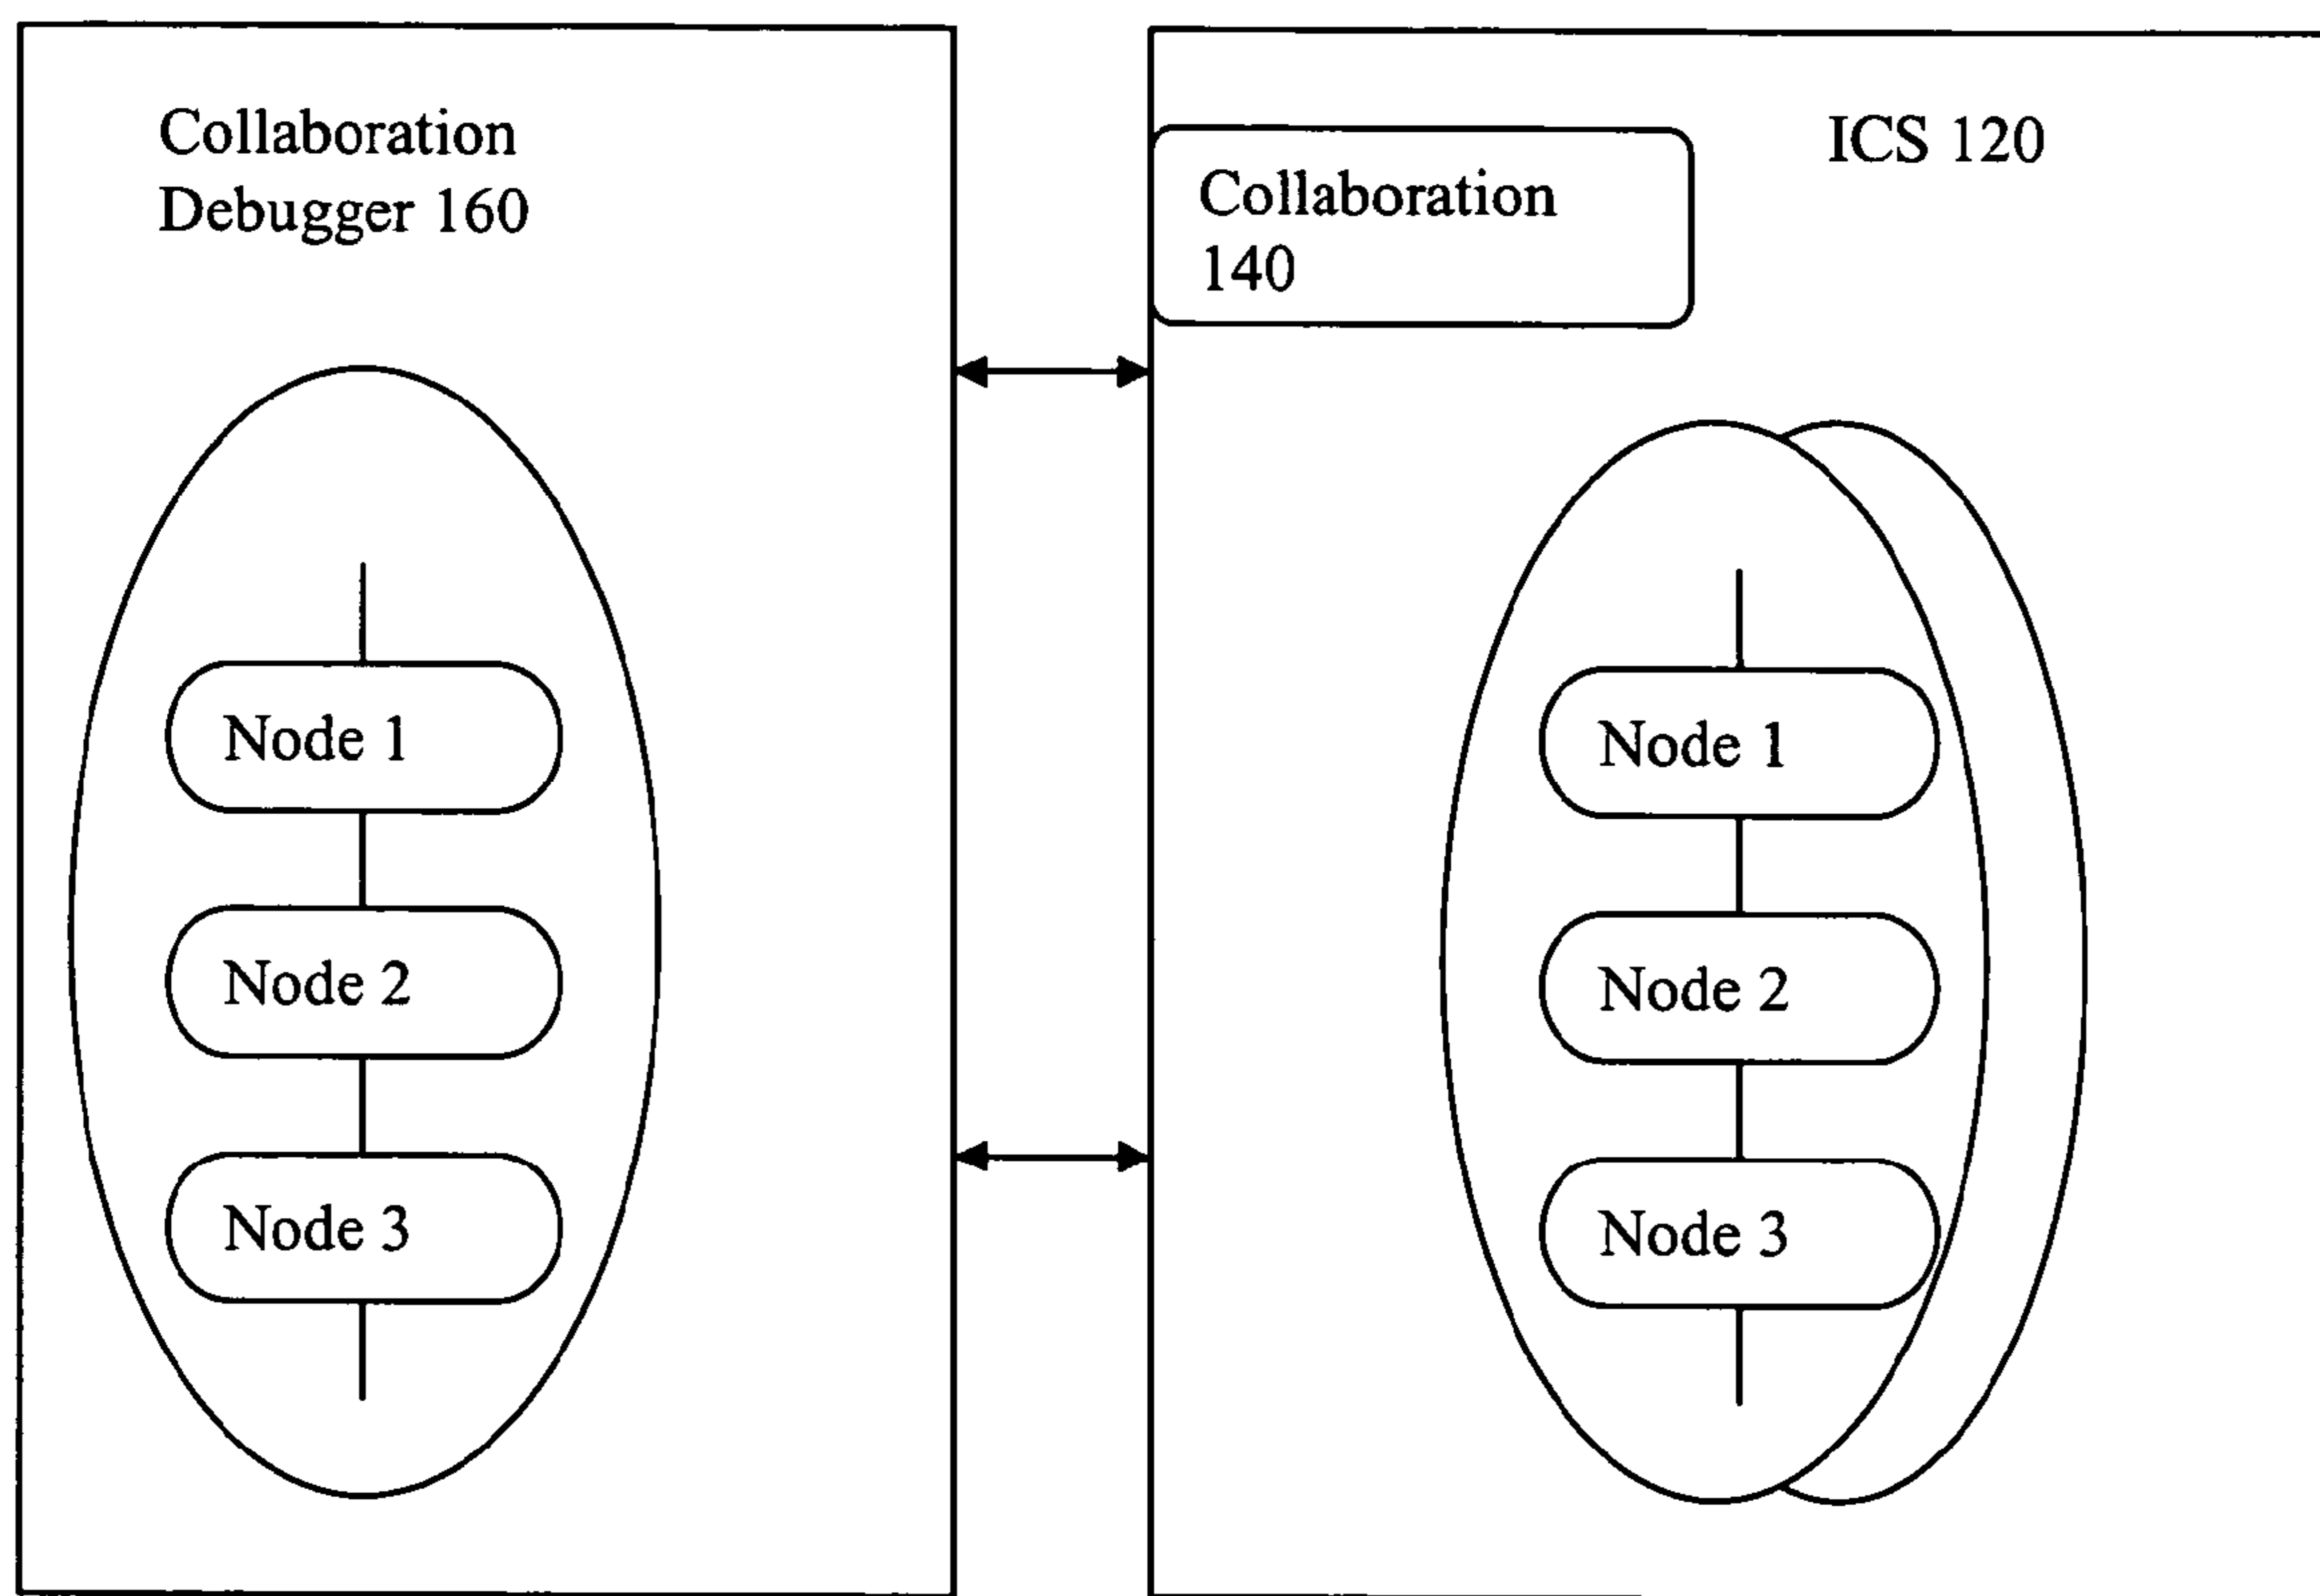 Collaboration
Debugger 160
Node 1
Node 2
Node 3
Collaboration
140
ICS 120
Node 1
Node 2
Node 3